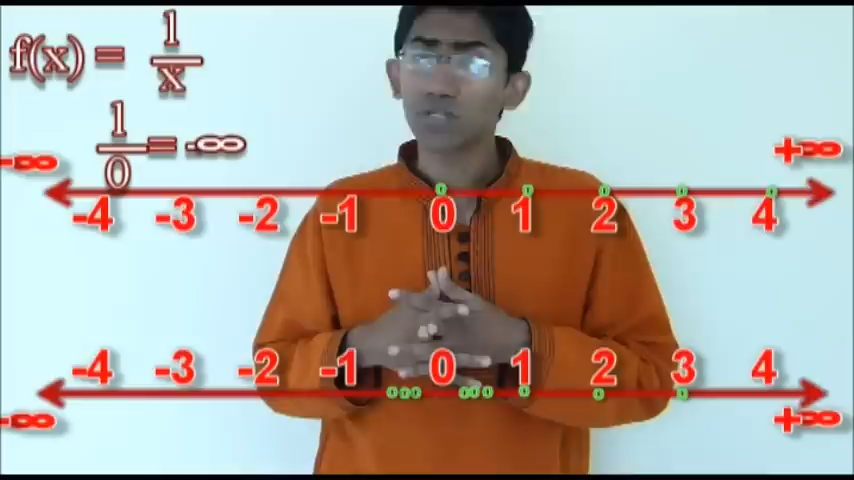 f(x) = 1/x
1/0 = -∞
-∞ +∞
-4 -3 -2 -1 0 1 2 3 4
-4 -3 -2 -1 0 1 2 3 4
-∞ +∞